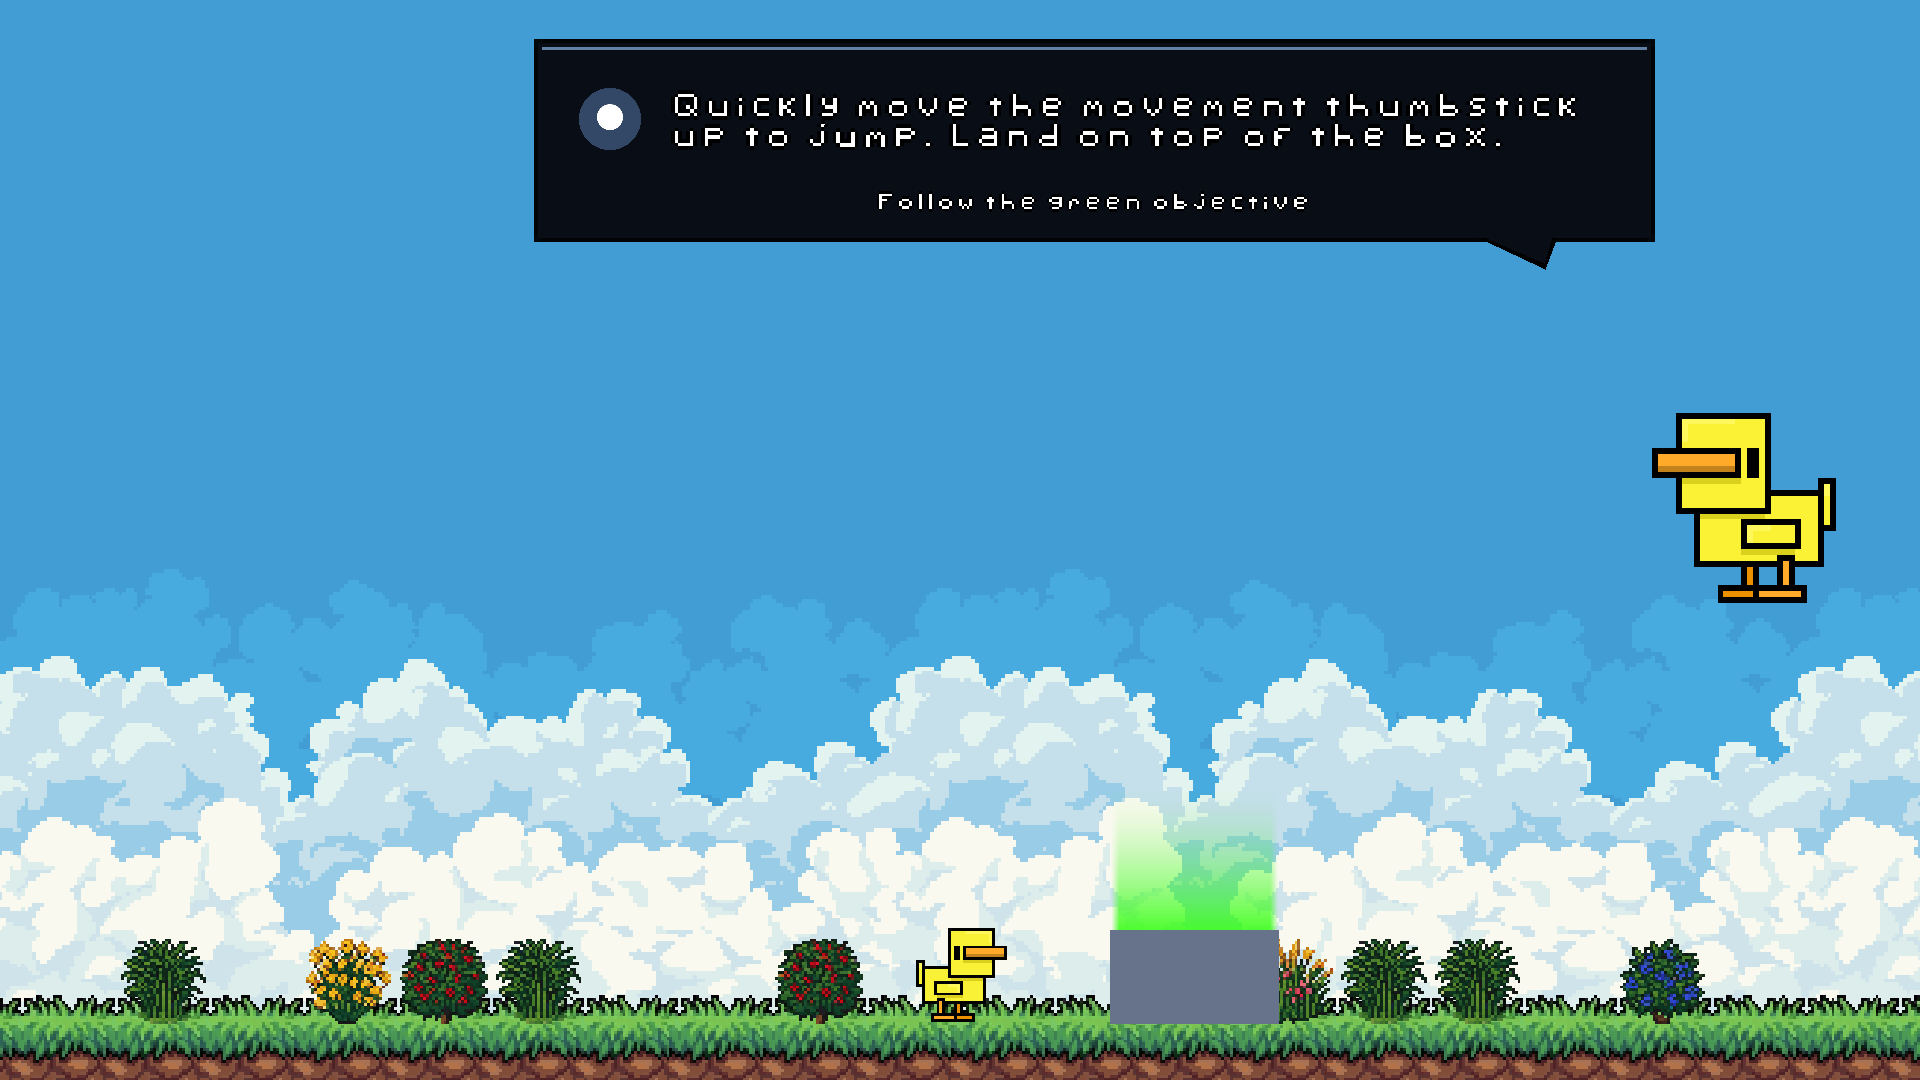 Quickly move the movement thumbstick
up to jump. Land on top of the box.
Follow the green objective